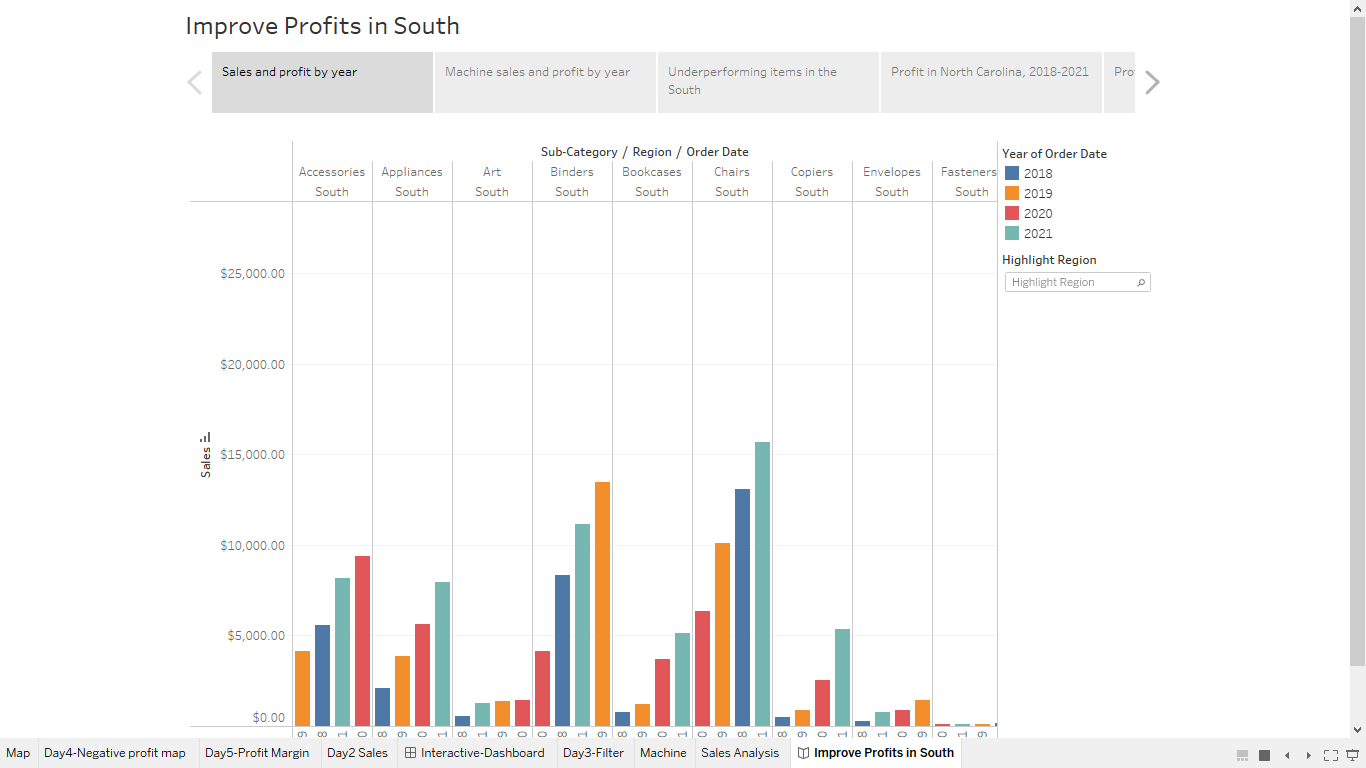 Improve Profits in South
Sales and profit by year
Machine sales and profit by year
Underperforming items in the
South
Profit in North Carolina, 2018-2021
Sub-Category / Region / Order Date
Accessories Appliances Art Binders Bookcases Chairs Copiers Envelopes Fasteners
South South South South South South South South South
Year of Order Date
2018
2019
2020
2021
Highlight Region
Highlight Region
$25,000.00
$20,000.00
$15,000.00
$10,000.00
$5,000.00
$0.00
Sales
Map Day4-Negative profit map Day5-Profit Margin Day2 Sales Interactive-Dashboard Day3-Filter Machine Sales Analysis Improve Profits in South